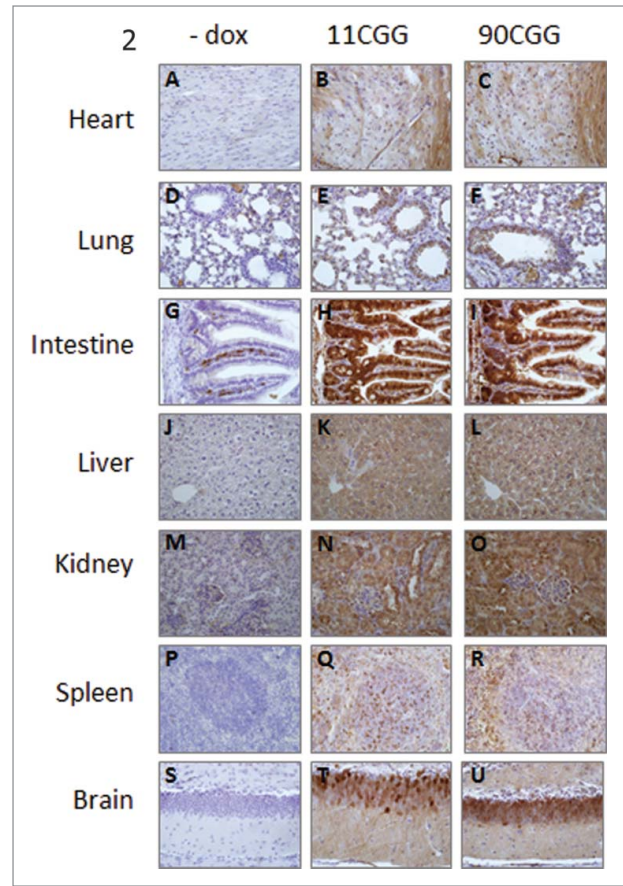 2 - dox 11CGG 90CGG
Heart A B C
Lung D E F
Intestine G H I
Liver J K L
Kidney M N O
Spleen P Q R
Brain S T U